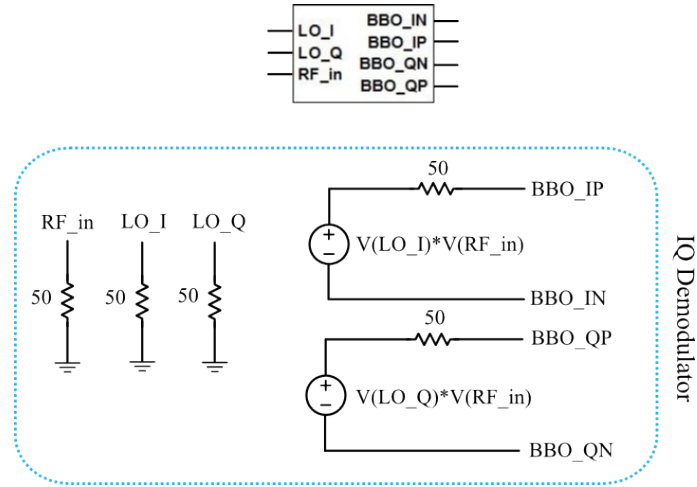 LO_I
LO_Q
RF_in
BBO_IN
BBO_IP
BBO_QN
BBO_QP
RF_in LO_I LO_Q
50 50 50
50
BBO_IP
+
−
V(LO_I)*V(RF_in)
BBO_IN
50
BBO_QP
+
−
V(LO_Q)*V(RF_in)
BBO_QN
IQ Demodulator